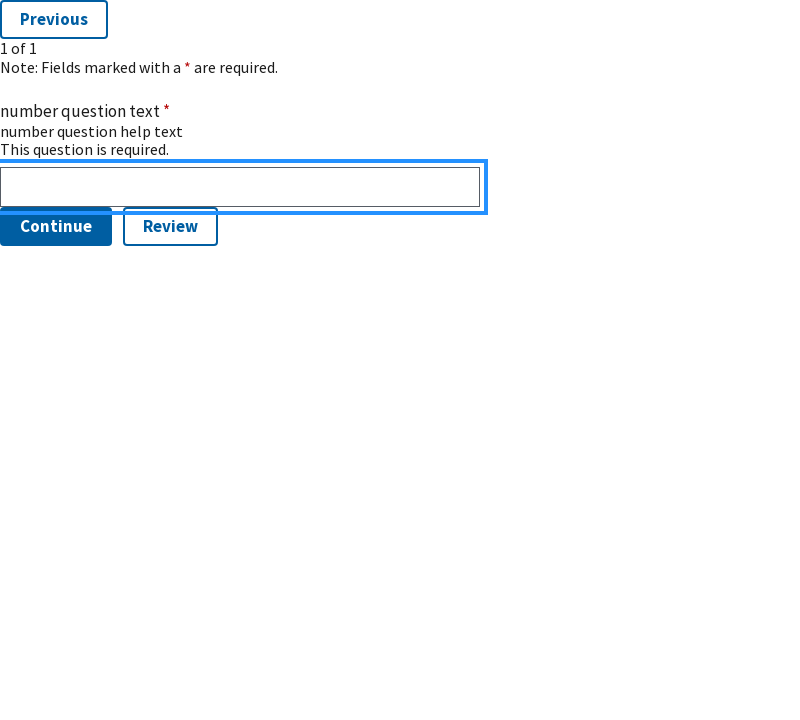 Previous
1 of 1
Note: Fields marked with a * are required.
number question text *
number question help text
This question is required.
Continue Review